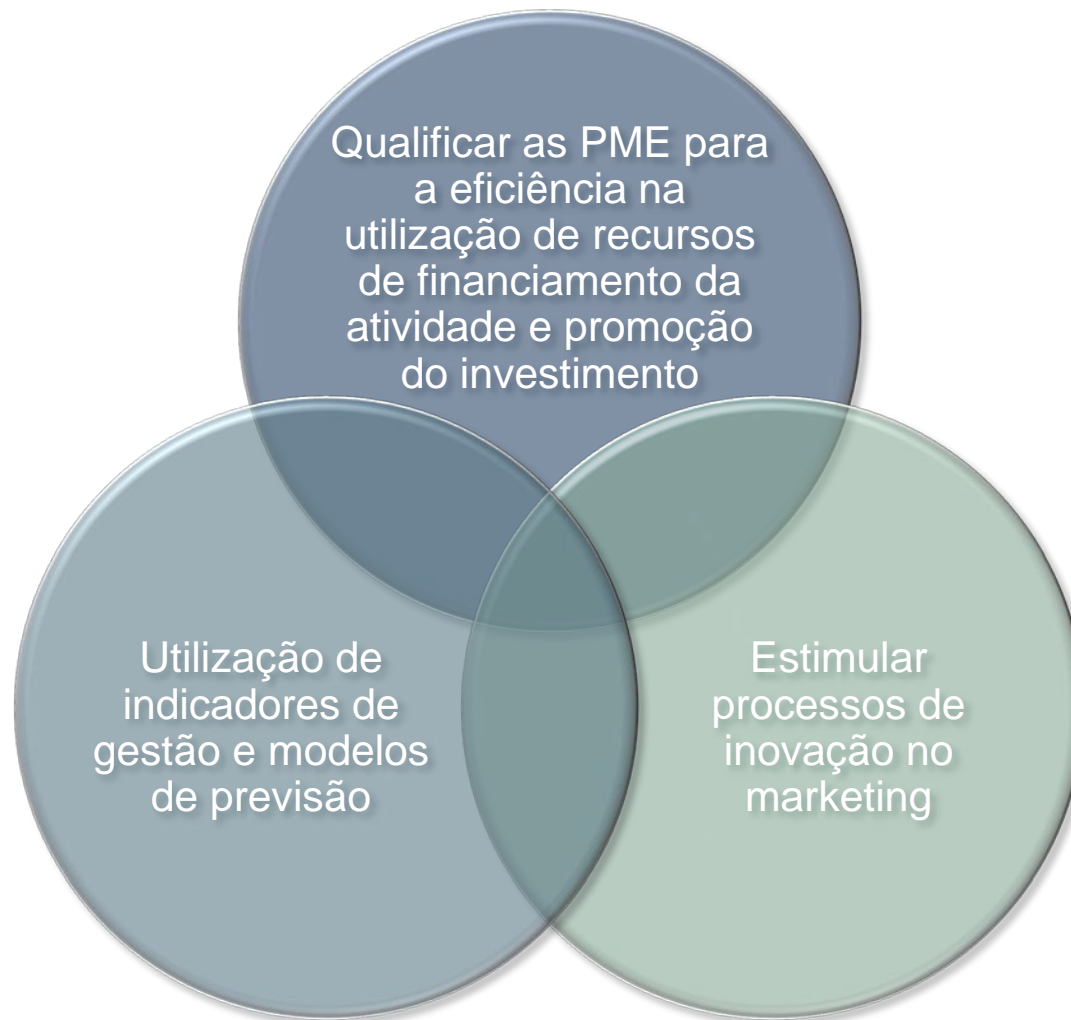 Qualificar as PME para
a eficiência na
utilização de recursos
de financiamento da
atividade e promoção
do investimento
Utilização de
indicadores de
gestão e modelos
de previsão
Estimular
processos de
inovação no
marketing